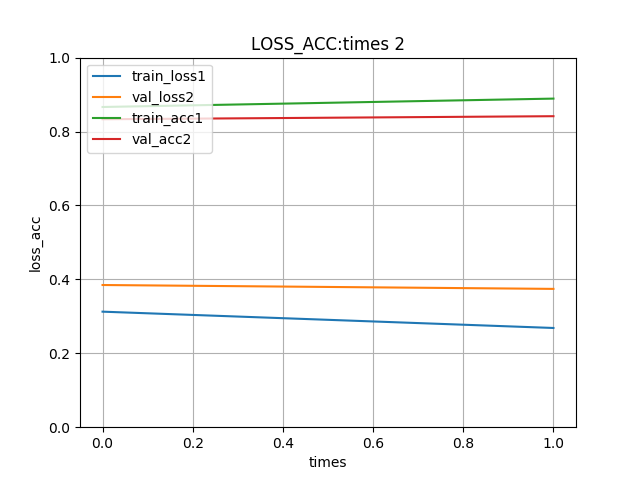 LOSS_ACC:times 2
train_loss1
val_loss2
train_acc1
val_acc2
1.0
0.8
0.6
0.4
0.2
0.0
loss_acc
0.0 0.2 0.4 0.6 0.8 1.0
times